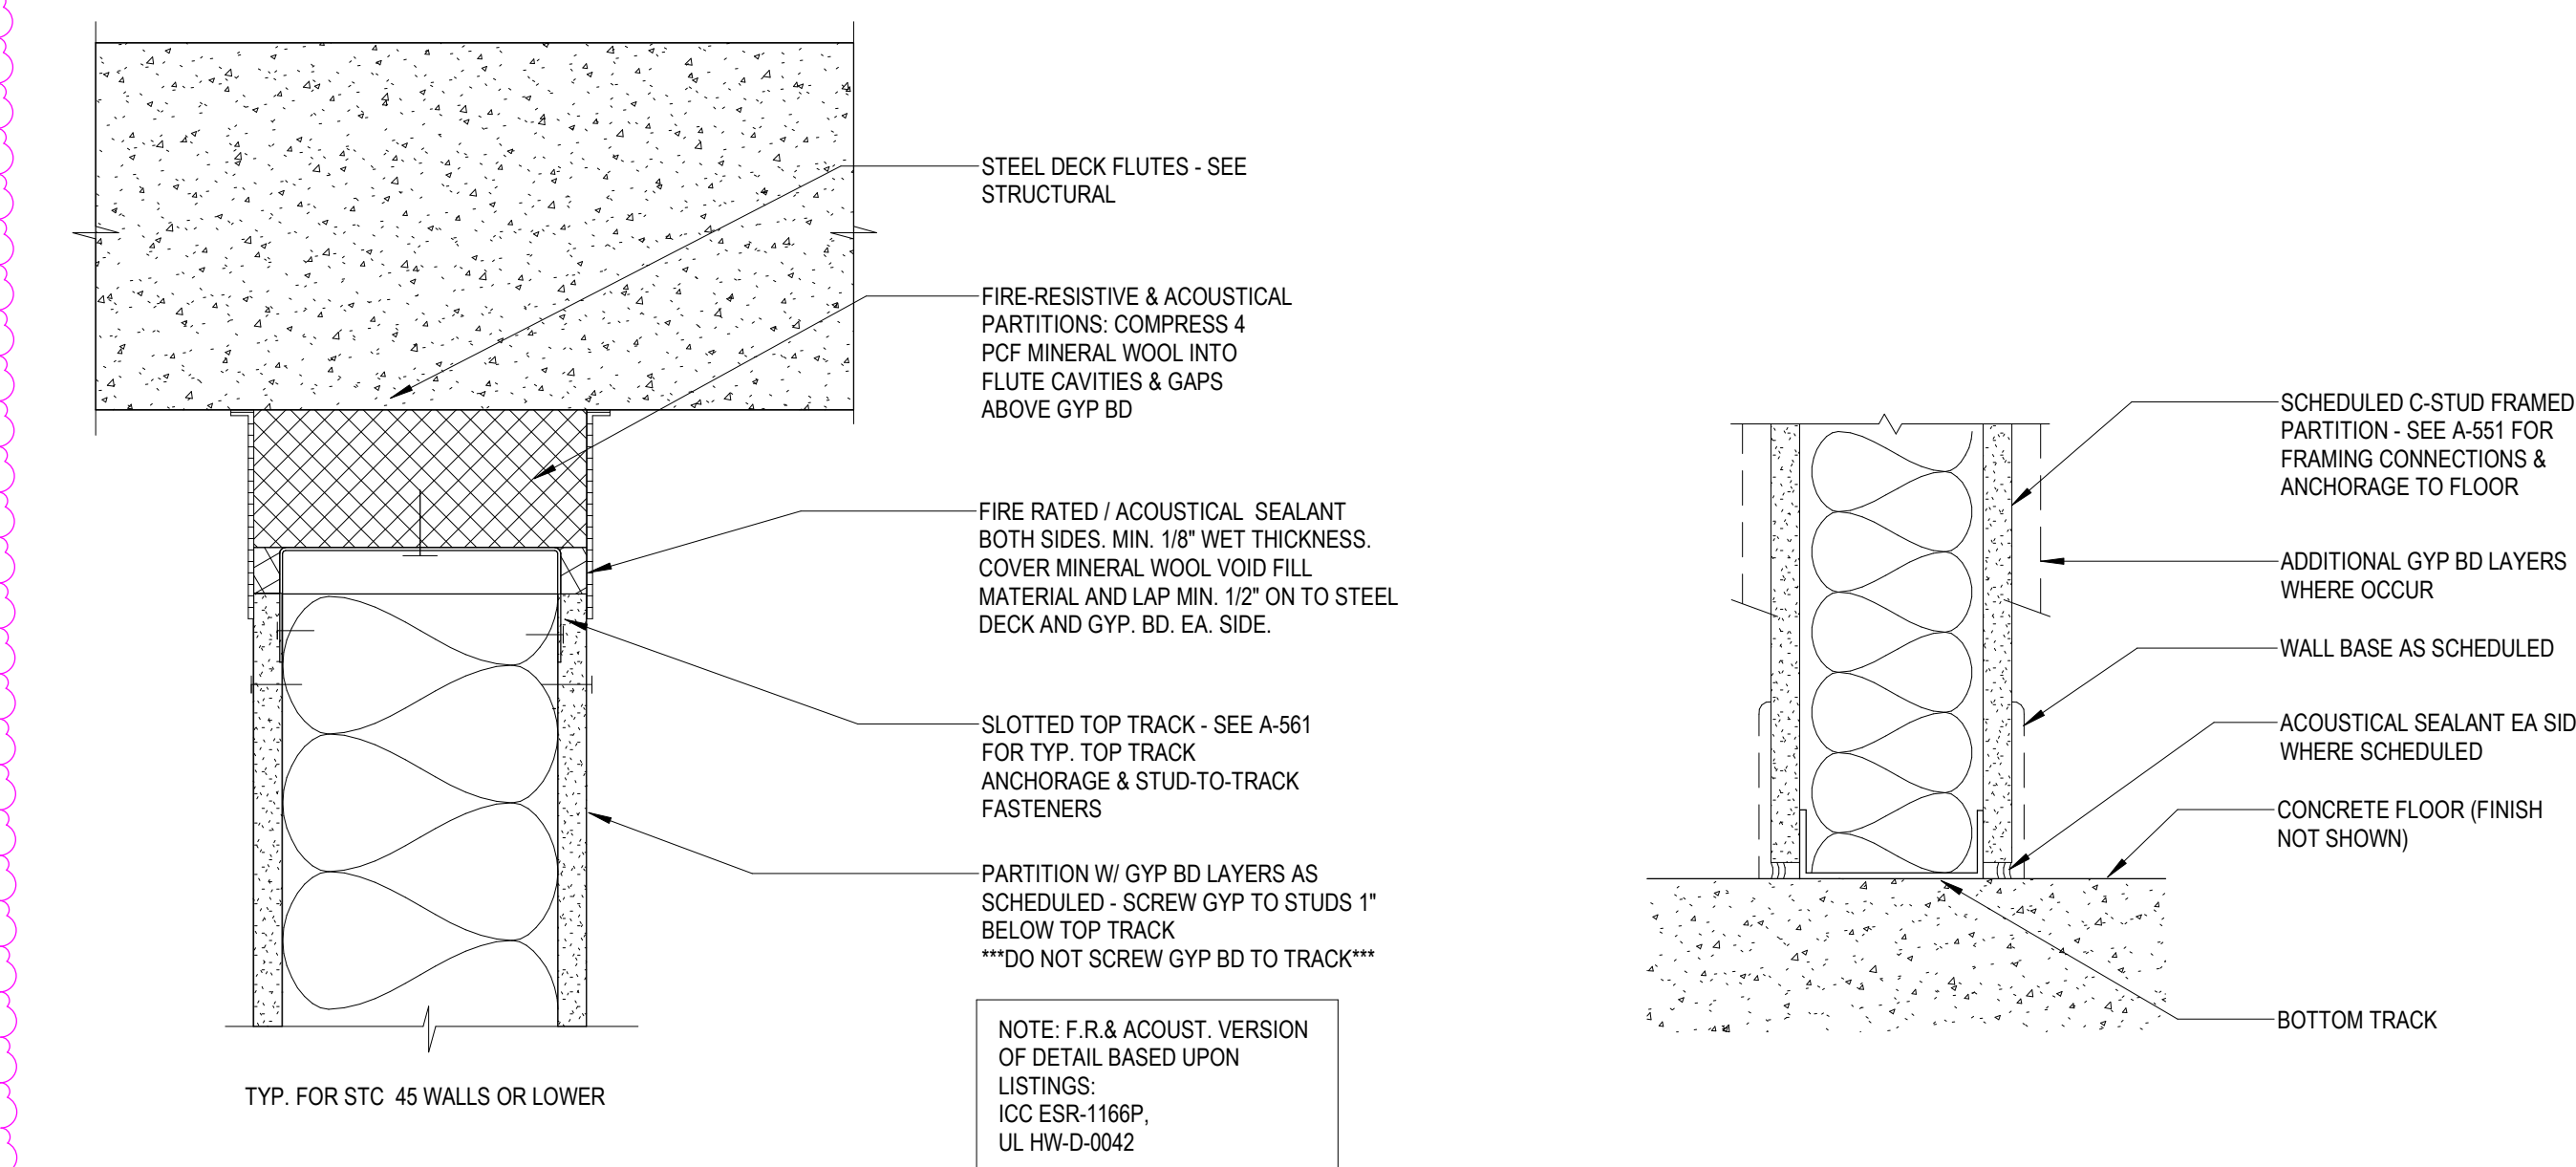 STEEL DECK FLUTES - SEE
STRUCTURAL
FIRE-RESISTIVE & ACOUSTICAL
PARTITIONS: COMPRESS 4
PCF MINERAL WOOL INTO
FLUTE CAVITIES & GAPS
ABOVE GYP BD
FIRE RATED / ACOUSTICAL SEALANT
BOTH SIDES. MIN. 1/8" WET THICKNESS.
COVER MINERAL WOOL VOID FILL
MATERIAL AND LAP MIN. 1/2" ON TO STEEL
DECK AND GYP. BD. EA. SIDE.
SLOTTED TOP TRACK - SEE A-561
FOR TYP. TOP TRACK
ANCHORAGE & STUD-TO-TRACK
FASTENERS
PARTITION W/ GYP BD LAYERS AS
SCHEDULED - SCREW GYP TO STUDS 1"
BELOW TOP TRACK
***DO NOT SCREW GYP BD TO TRACK***
NOTE: F.R.& ACOUST. VERSION
OF DETAIL BASED UPON
LISTINGS:
ICC ESR-1166P,
UL HW-D-0042
TYP. FOR STC 45 WALLS OR LOWER
SCHEDULED C-STUD FRAMED
PARTITION - SEE A-551 FOR
FRAMING CONNECTIONS &
ANCHORAGE TO FLOOR
ADDITIONAL GYP BD LAYERS
WHERE OCCUR
WALL BASE AS SCHEDULED
ACOUSTICAL SEALANT EA SID
WHERE SCHEDULED
CONCRETE FLOOR (FINISH
NOT SHOWN)
BOTTOM TRACK